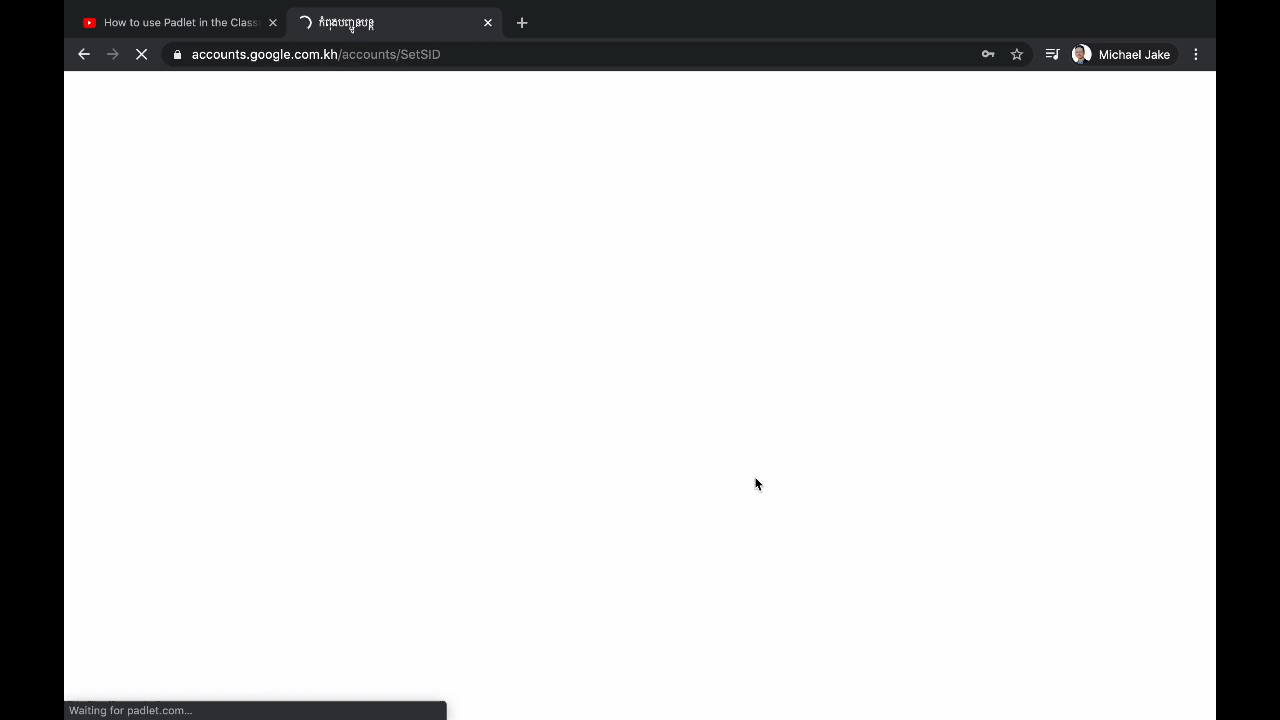 How to use Padlet in the Class
កំពុងបញ្ជូនបន្ត
accounts.google.com.kh/accounts/SetSID
Michael Jake
Waiting for padlet.com...